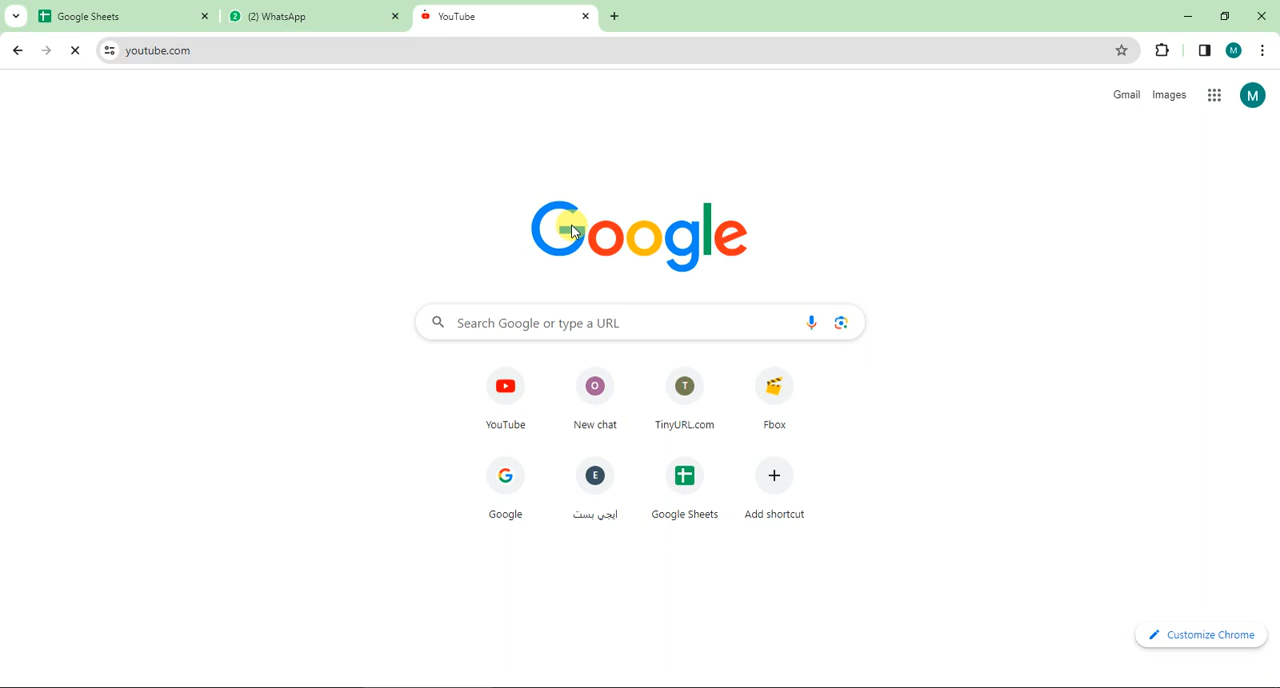 Google Sheets
2 (2) WhatsApp
YouTube
youtube.com
M
Gmail Images M
Google
Search Google or type a URL
O T
YouTube New chat TinyURL.com Fbox
G E
Google ايجي بست Google Sheets Add shortcut
Customize Chrome